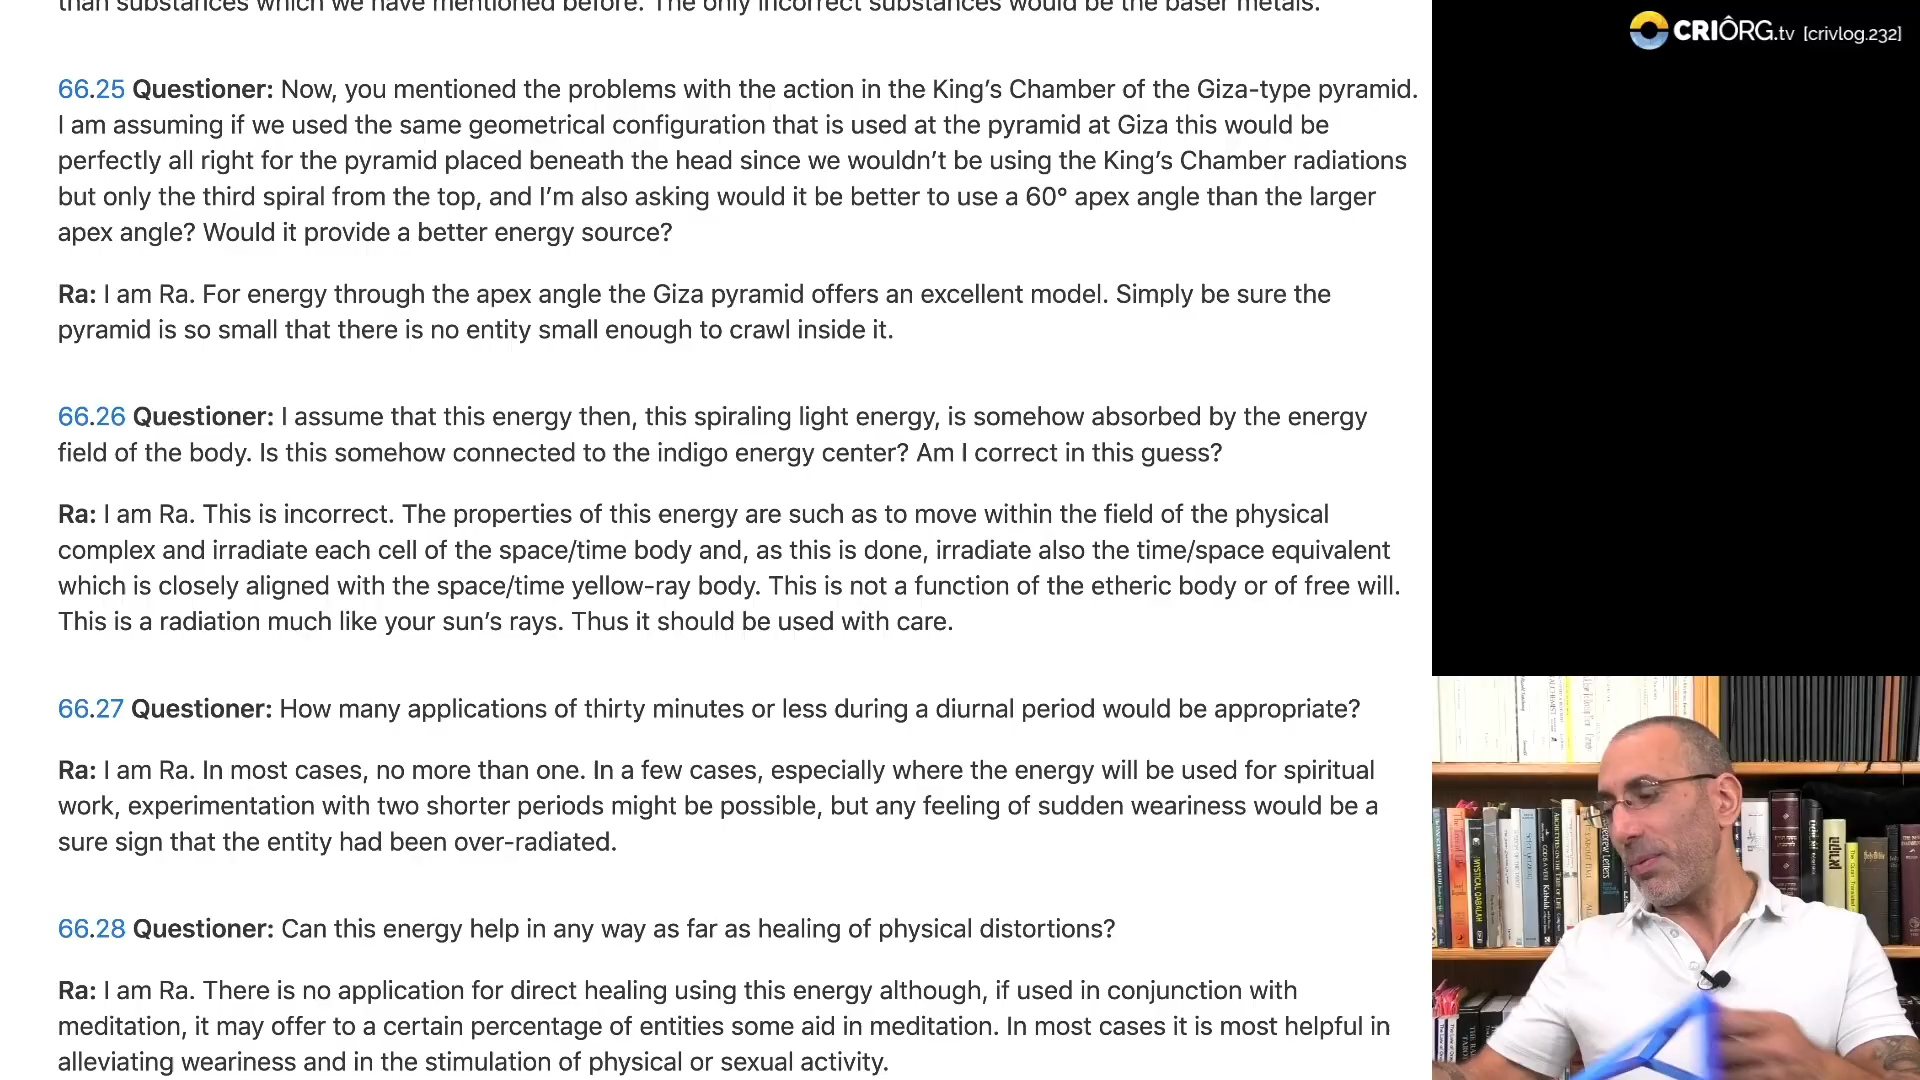 than substances which we have mentioned before. The only incorrect substances would be the baser metals.
CRIÔRG.tv [crivlog.232]
66.25 Questioner: Now, you mentioned the problems with the action in the King’s Chamber of the Giza-type pyramid.
I am assuming if we used the same geometrical configuration that is used at the pyramid at Giza this would be
perfectly all right for the pyramid placed beneath the head since we wouldn’t be using the King’s Chamber radiations
but only the third spiral from the top, and I’m also asking would it be better to use a 60° apex angle than the larger
apex angle? Would it provide a better energy source?
Ra: I am Ra. For energy through the apex angle the Giza pyramid offers an excellent model. Simply be sure the
pyramid is so small that there is no entity small enough to crawl inside it.
66.26 Questioner: I assume that this energy then, this spiraling light energy, is somehow absorbed by the energy
field of the body. Is this somehow connected to the indigo energy center? Am I correct in this guess?
Ra: I am Ra. This is incorrect. The properties of this energy are such as to move within the field of the physical
complex and irradiate each cell of the space/time body and, as this is done, irradiate also the time/space equivalent
which is closely aligned with the space/time yellow-ray body. This is not a function of the etheric body or of free will.
This is a radiation much like your sun’s rays. Thus it should be used with care.
66.27 Questioner: How many applications of thirty minutes or less during a diurnal period would be appropriate?
Ra: I am Ra. In most cases, no more than one. In a few cases, especially where the energy will be used for spiritual
work, experimentation with two shorter periods might be possible, but any feeling of sudden weariness would be a
sure sign that the entity had been over-radiated.
66.28 Questioner: Can this energy help in any way as far as healing of physical distortions?
Ra: I am Ra. There is no application for direct healing using this energy although, if used in conjunction with
meditation, it may offer to a certain percentage of entities some aid in meditation. In most cases it is most helpful in
alleviating weariness and in the stimulation of physical or sexual activity.
MYSTICAL QABALAH